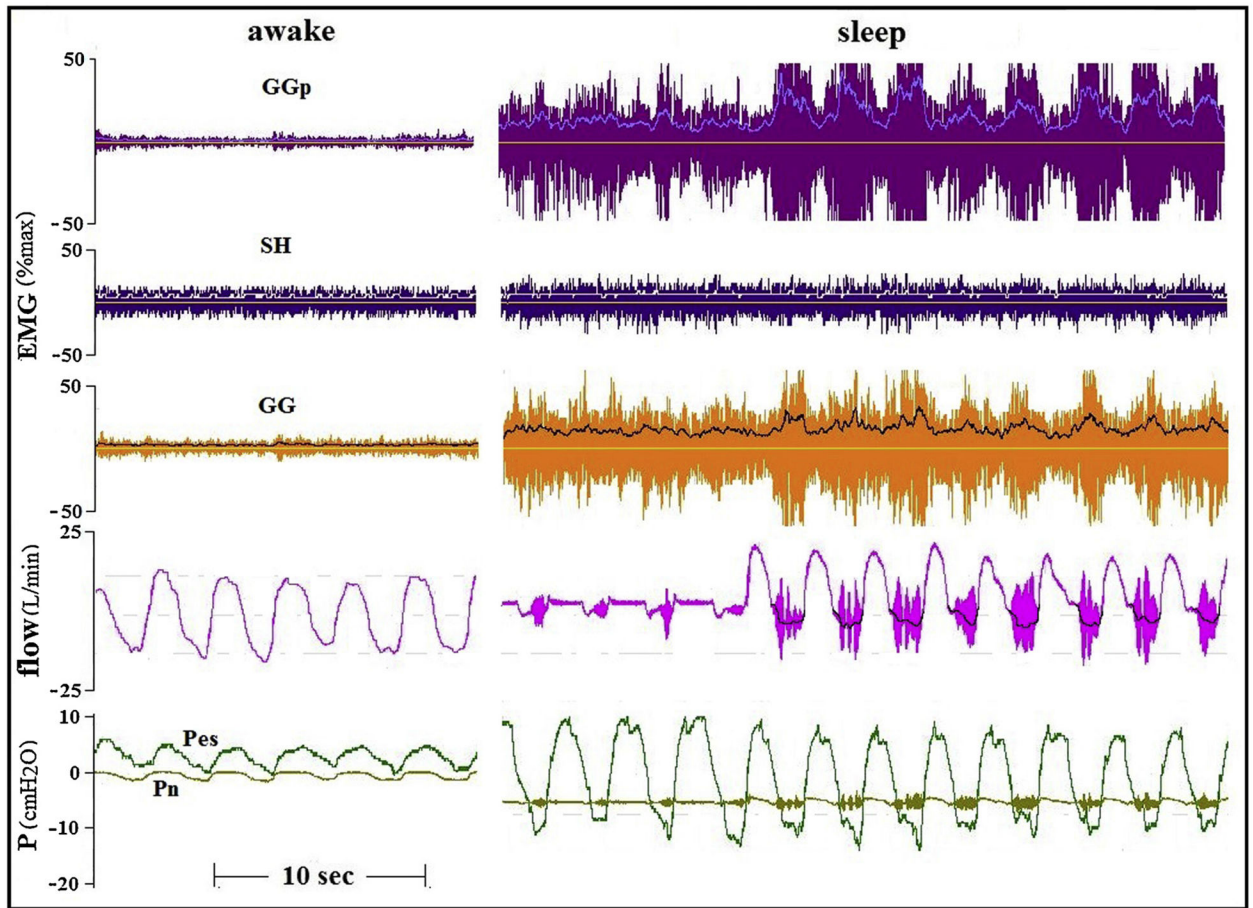 awake sleep
50
GGp
-50
50
SH
-50
EMG (%max)
50
GG
-50
25
flow(L/min)
-25
10
Pes
0
Pn
P (cmH2O)
-10
-20
10 sec